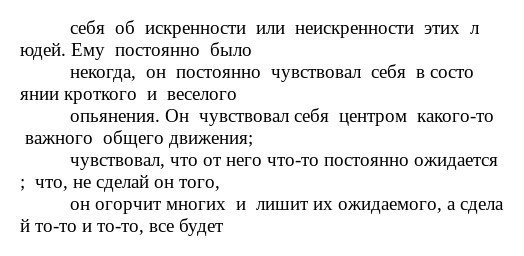 себя об искренности или неискренности этих л
юдей. Ему постоянно было
некогда, он постоянно чувствовал себя в состо
янии кроткого и веселого
опьянения. Он чувствовал себя центром какого-то
важного общего движения;
чувствовал, что от него что-то постоянно ожидается
; что, не сделай он того,
он огорчит многих и лишит их ожидаемого, а сдела
й то-то и то-то, все будет